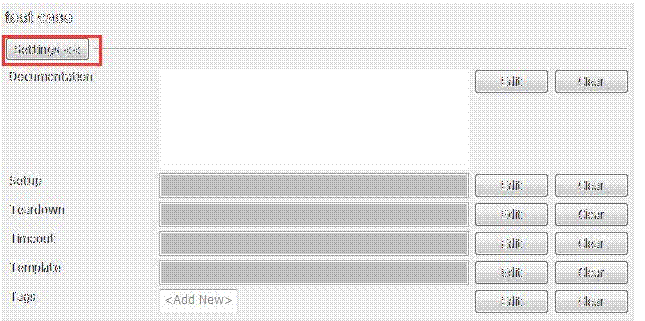 test case
Settings <<
Documentation Edit Clear
Setup Edit Clear
Teardown Edit Clear
Timeout Edit Clear
Template Edit Clear
Tags <Add New> Edit Clear